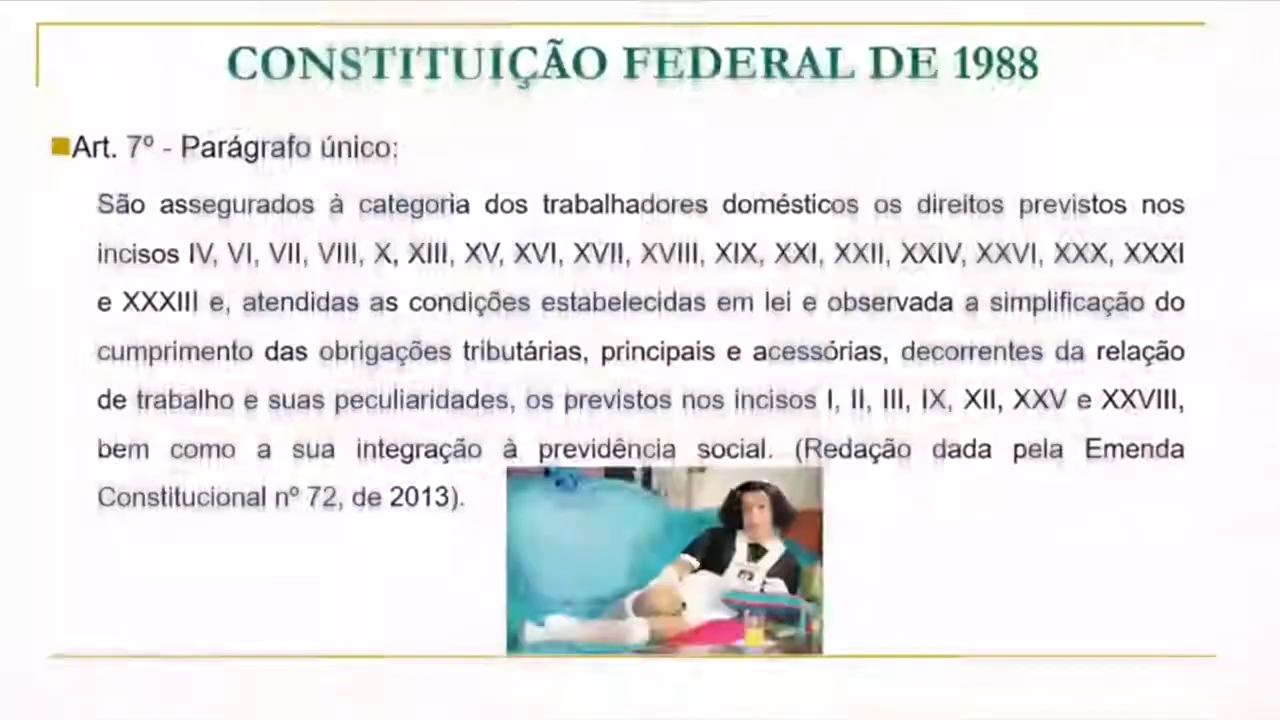 CONSTITUIÇÃO FEDERAL DE 1988
Art. 7º - Parágrafo único:
São assegurados à categoria dos trabalhadores domésticos os direitos previstos nos
incisos IV, VI, VII, VIII, X, XIII, XV, XVI, XVII, XVIII, XIX, XXI, XXII, XXIV, XXVI, XXX, XXXI
e XXXIII e, atendidas as condições estabelecidas em lei e observada a simplificação do
cumprimento das obrigações tributárias, principais e acessórias, decorrentes da relação
de trabalho e suas peculiaridades, os previstos nos incisos I, II, III, IX, XII, XXV e XXVIII,
bem como a sua integração à previdência social. (Redação dada pela Emenda
Constitucional nº 72, de 2013).